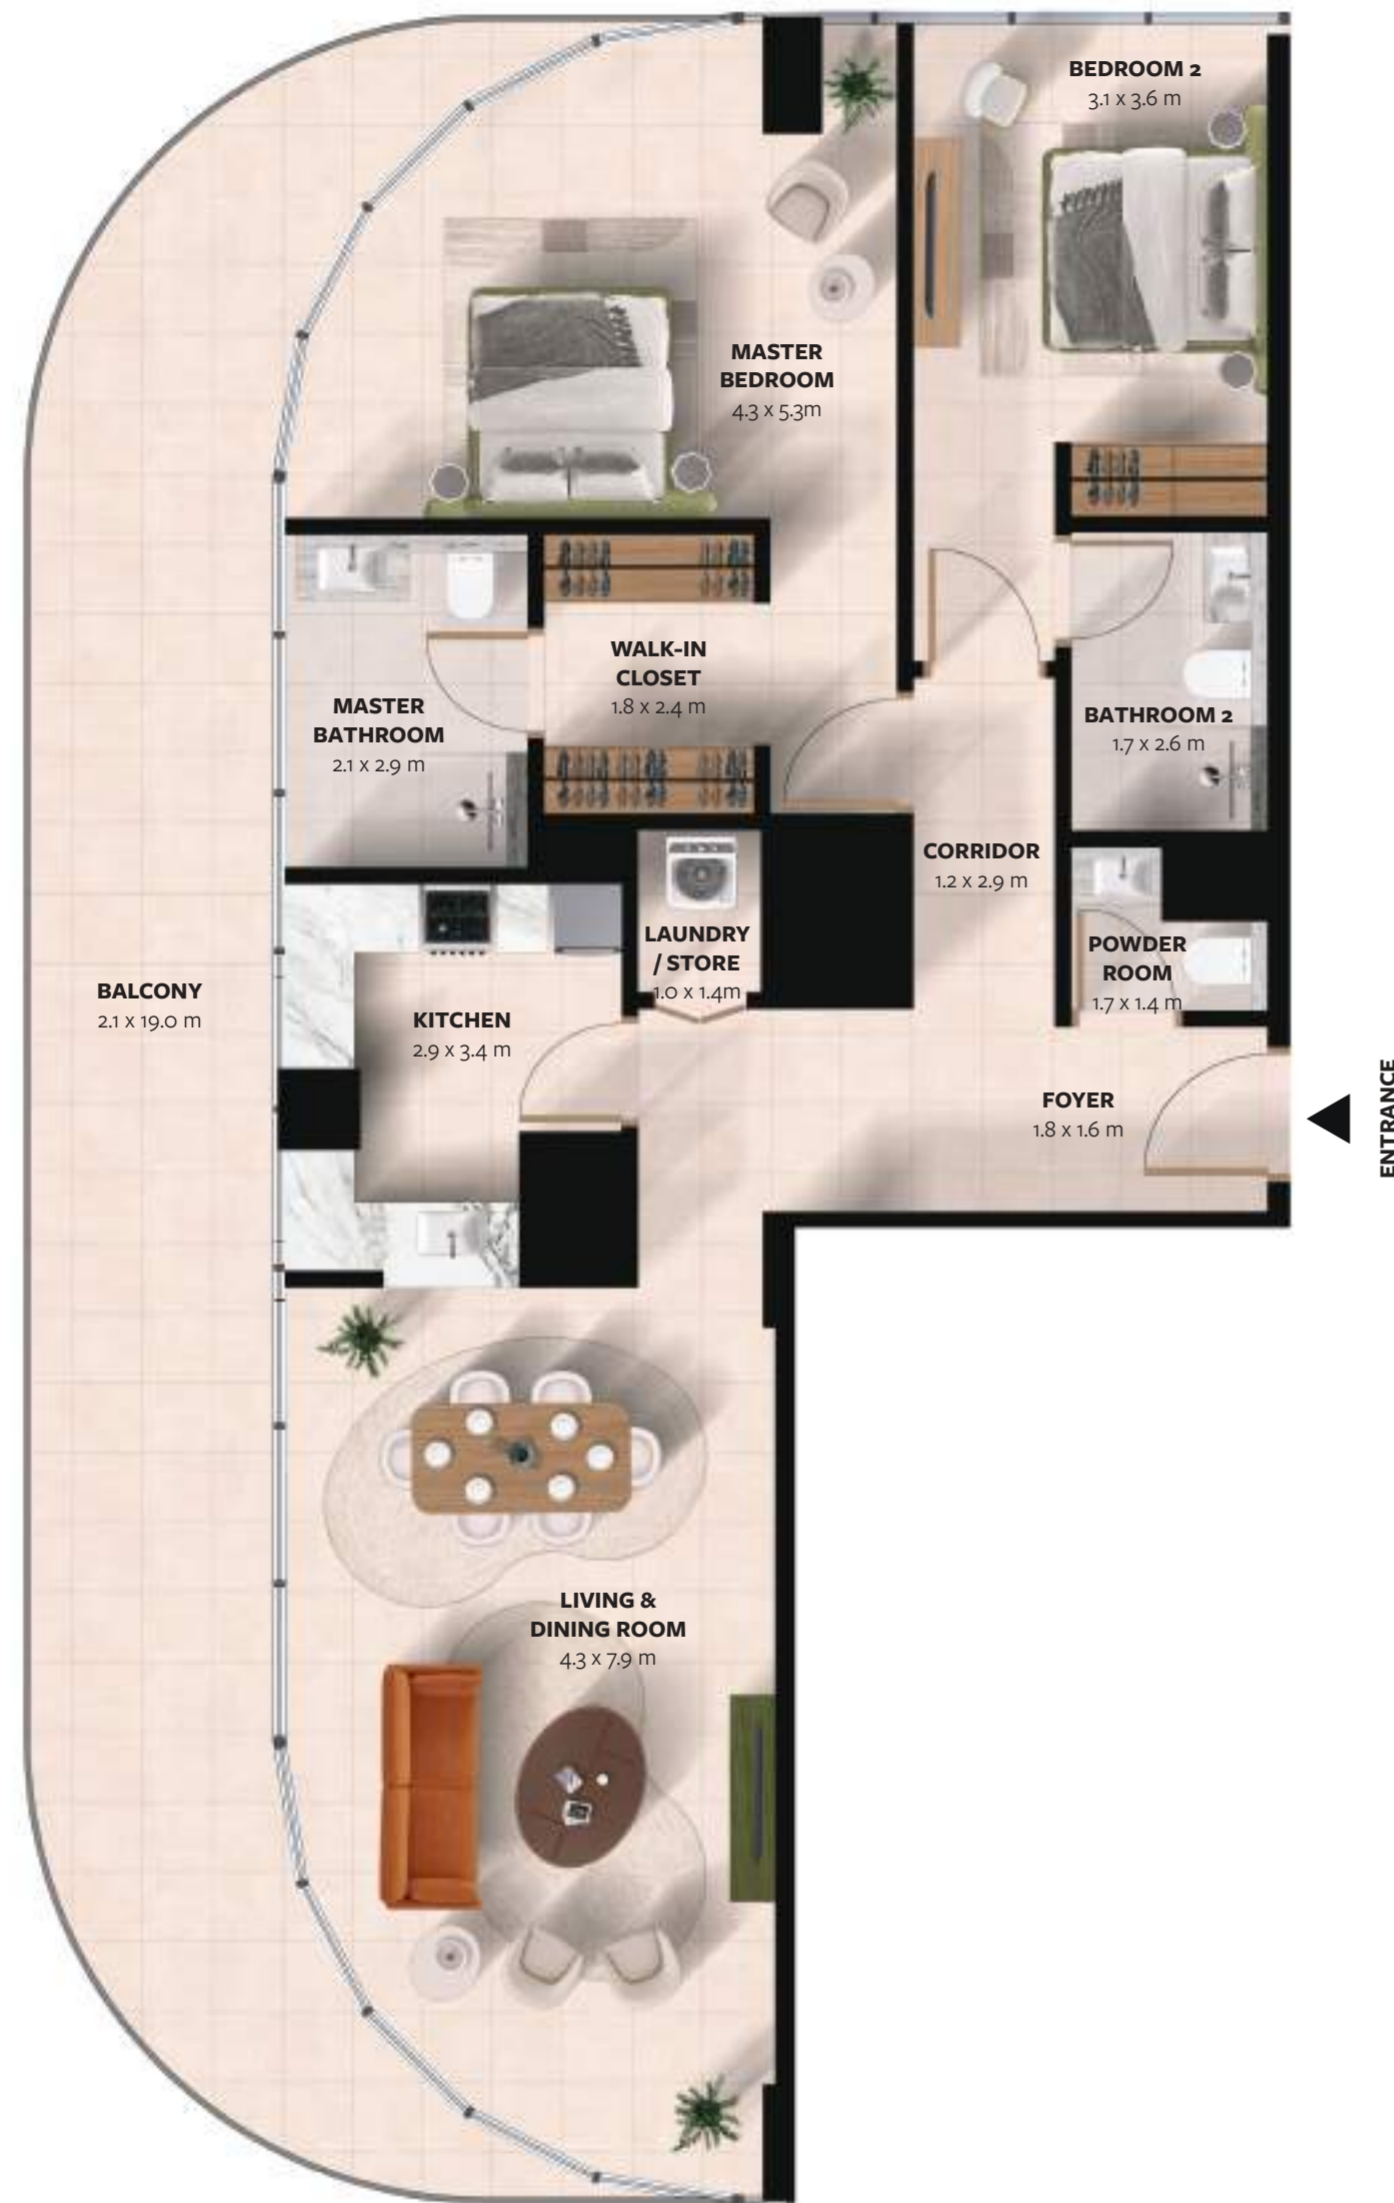 BEDROOM 2
3.1 x 3.6 m
MASTER
BEDROOM
4.3 x 5.3m
WALK-IN
CLOSET
1.8 x 2.4 m
MASTER
BATHROOM
2.1 x 2.9 m
BATHROOM 2
1.7 x 2.6 m
CORRIDOR
1.2 x 2.9 m
LAUNDRY
/ STORE
1.0 x 1.4m
POWDER
ROOM
1.7 x 1.4 m
BALCONY
2.1 x 19.0 m
KITCHEN
2.9 x 3.4 m
FOYER
1.8 x 1.6 m
ENTRANCE
LIVING &
DINING ROOM
4.3 x 7.9 m